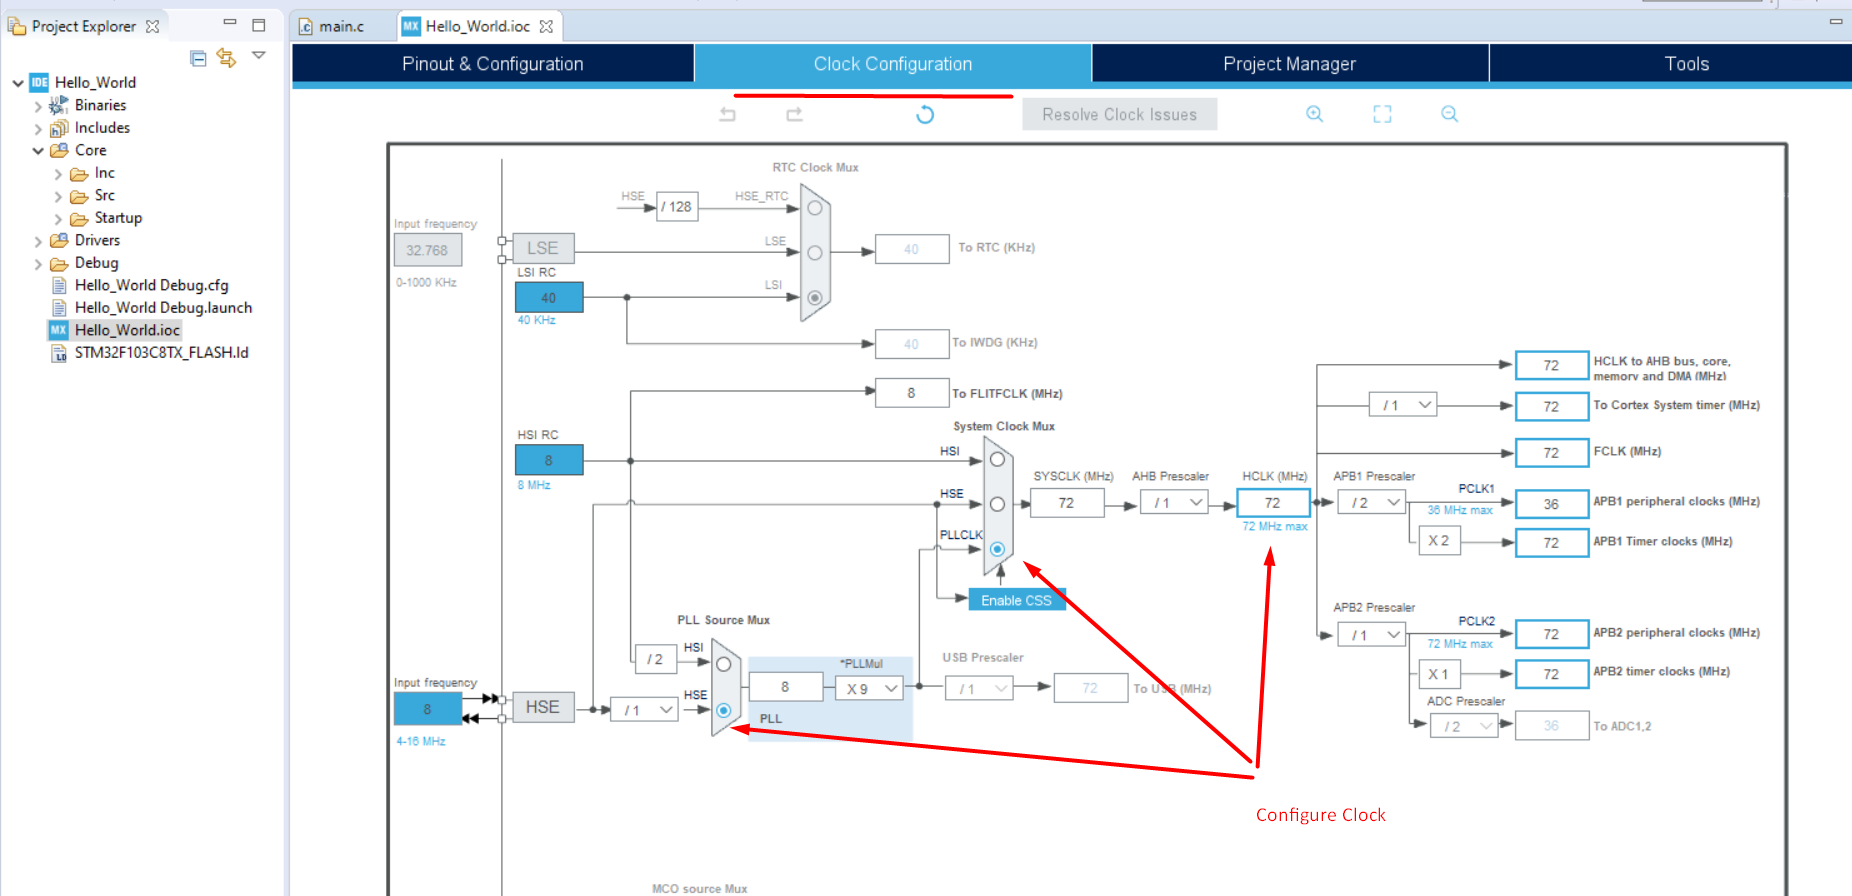 Project Explorer
main.c
MX Hello_World.ioc
Pinout & Configuration
Clock Configuration
Project Manager
Tools
Resolve Clock Issues
IDE Hello_World
Binaries
Includes
Core
Inc
Src
Startup
Drivers
Debug
Hello_World Debug.cfg
Hello_World Debug.launch
MX Hello_World.ioc
STM32F103C8TX_FLASH.ld
RTC Clock Mux
HSE
/ 128
HSE_RTC
Input frequency
32.768
0-1000 KHz
LSE
LSE
40
To RTC (KHz)
LSI RC
40
40 KHz
LSI
40
To IWDG (KHz)
8
To FLITFCLK (MHz)
HSI RC
8
8 MHz
System Clock Mux
HSI
HSE
PLLCLK
Enable CSS
SYSCLK (MHz)
72
AHB Prescaler
/ 1
HCLK (MHz)
72
72 MHz max
72
HCLK to AHB bus, core,
memory and DMA (MHz)
/ 1
72
To Cortex System timer (MHz)
72
FCLK (MHz)
APB1 Prescaler
/ 2
PCLK1
36 MHz max
36
APB1 peripheral clocks (MHz)
X 2
72
APB1 Timer clocks (MHz)
APB2 Prescaler
/ 1
PCLK2
72 MHz max
72
APB2 peripheral clocks (MHz)
X 1
72
APB2 timer clocks (MHz)
ADC Prescaler
/ 2
36
To ADC1,2
PLL Source Mux
/ 2
HSI
Input frequency
8
4-16 MHz
HSE
/ 1
HSE
8
*PLLMul
X 9
PLL
USB Prescaler
/ 1
72
To USB (MHz)
Configure Clock
MCO source Mux